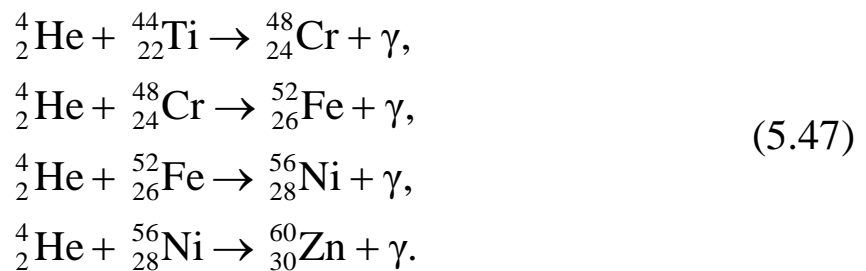 ⁴₂He + ⁴⁴₂₂Ti → ⁴⁸₂₄Cr + γ,
⁴₂He + ⁴⁸₂₄Cr → ⁵²₂₆Fe + γ,
(5.47)
⁴₂He + ⁵²₂₆Fe → ⁵⁶₂₈Ni + γ,
⁴₂He + ⁵⁶₂₈Ni → ⁶⁰₃₀Zn + γ.